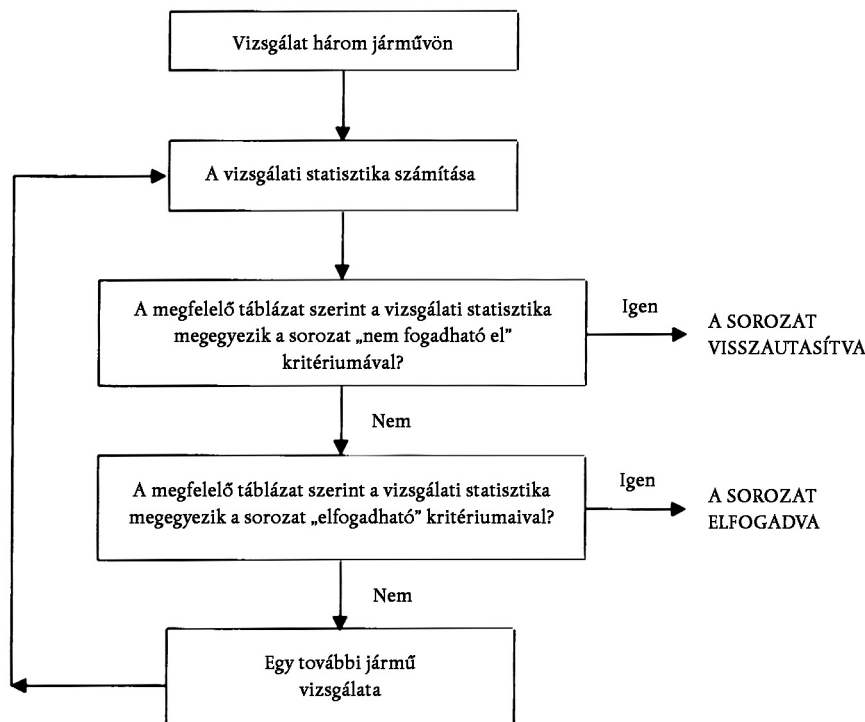 Vizsgálat három járművön
A vizsgálati statisztika számítása
A megfelelő táblázat szerint a vizsgálati statisztika
megegyezik a sorozat „nem fogadható el”
kritériumával?
Igen
A SOROZAT
VISSZAUTASÍTVA
Nem
A megfelelő táblázat szerint a vizsgálati statisztika
megegyezik a sorozat „elfogadható” kritériumaival?
Igen
A SOROZAT
ELFOGADVA
Nem
Egy további jármű
vizsgálata